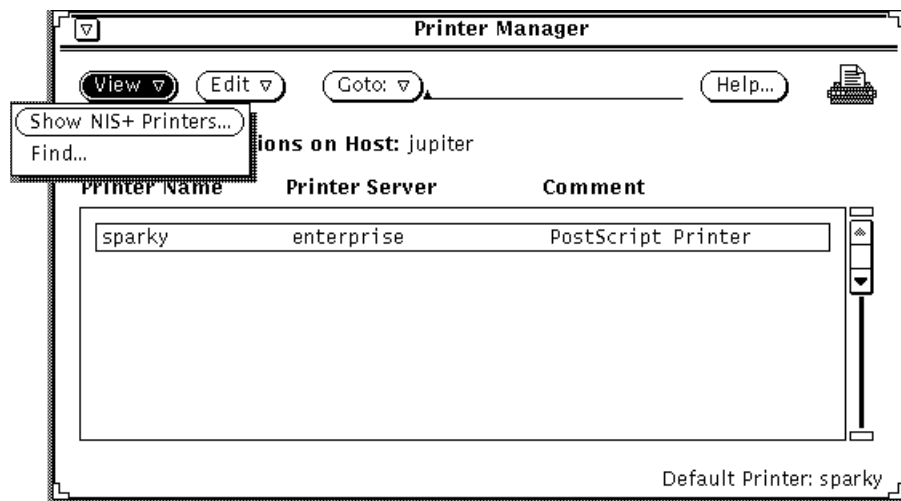 Printer Manager
View Edit Goto: Help...
Show NIS+ Printers...
Find...
ions on Host: jupiter
Printer Name Printer Server Comment
sparky enterprise PostScript Printer
Default Printer: sparky